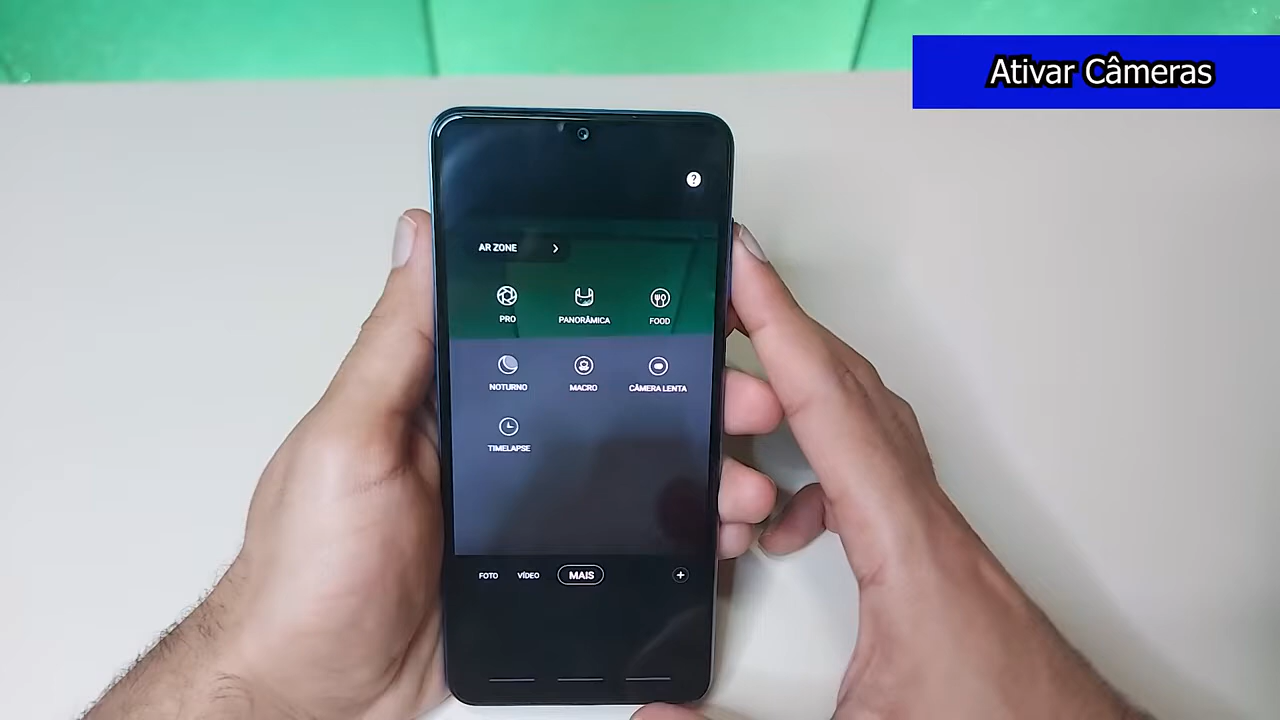 Ativar Câmeras
?
AR ZONE >
PRO PANORÂMICA FOOD
NOTURNO MACRO CÂMERA LENTA
TIMELAPSE
FOTO VÍDEO MAIS +